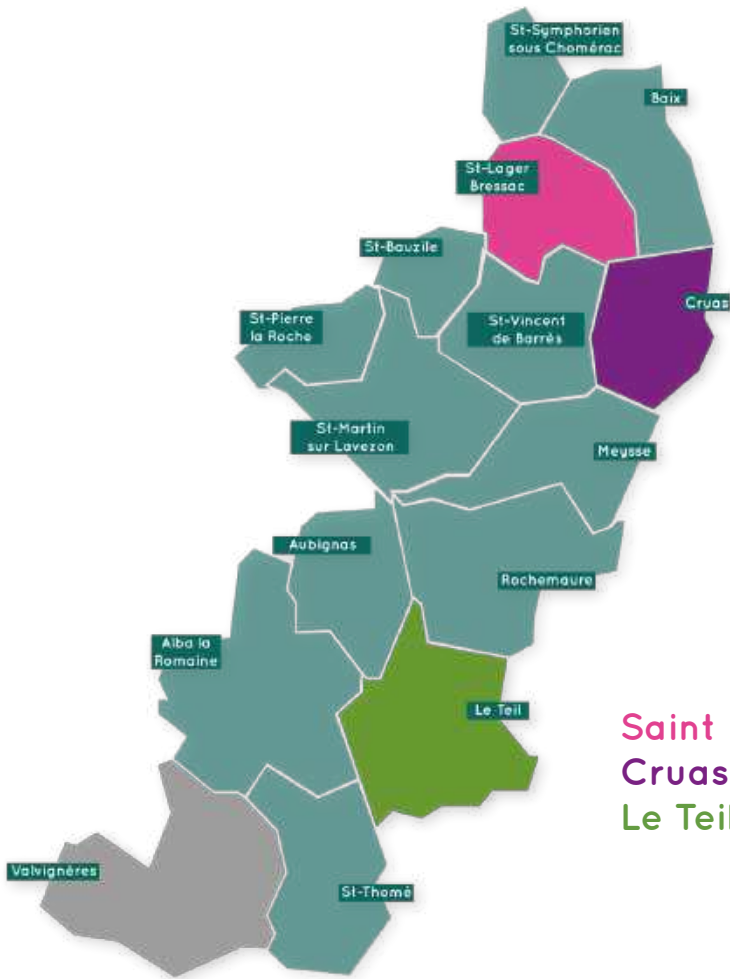 St-Symphorien
sous Chomérac
Baix
St-Lager
Bressac
St-Bauzile
Cruas
St-Pierre
la Roche
St-Vincent
de Barrès
St-Martin
sur Lavezon
Meysse
Aubignas
Rochemaure
Alba la
Romaine
Le Teil
Saint
Cruas
Le Teil
Valvignères
St-Thomé